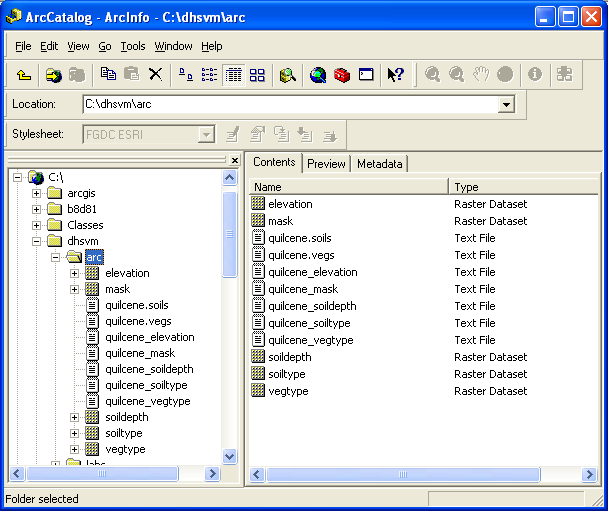 ArcCatalog - ArcInfo - C:\dhsvm\arc
File Edit View Go Tools Window Help
Location: C:\dhsvm\arc
Stylesheet: FGDC ESRI
C:\
arcgis
b8d81
Classes
dhsvm
arc
elevation
mask
quilcene.soils
quilcene.vegs
quilcene_elevation
quilcene_mask
quilcene_soildepth
quilcene_soiltype
quilcene_vegtype
soildepth
soiltype
vegtype
labs
Contents Preview Metadata
Name Type
elevation Raster Dataset
mask Raster Dataset
quilcene.soils Text File
quilcene.vegs Text File
quilcene_elevation Text File
quilcene_mask Text File
quilcene_soildepth Text File
quilcene_soiltype Text File
quilcene_vegtype Text File
soildepth Raster Dataset
soiltype Raster Dataset
vegtype Raster Dataset
Folder selected